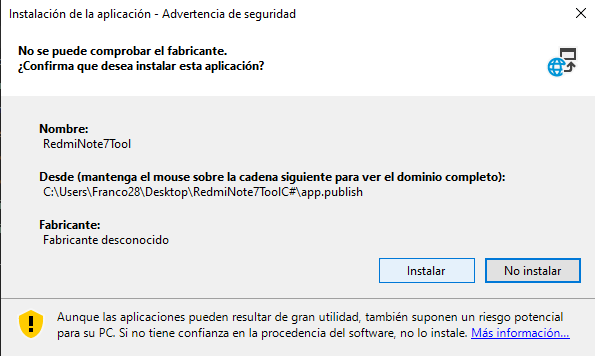 Instalación de la aplicación - Advertencia de seguridad
No se puede comprobar el fabricante.
¿Confirma que desea instalar esta aplicación?
Nombre:
RedmiNote7Tool
Desde (mantenga el mouse sobre la cadena siguiente para ver el dominio completo):
C:\Users\Franco28\Desktop\RedmiNote7ToolC#\app.publish
Fabricante:
Fabricante desconocido
Instalar
No instalar
Aunque las aplicaciones pueden resultar de gran utilidad, también suponen un riesgo potencial
para su PC. Si no tiene confianza en la procedencia del software, no lo instale. Más información...